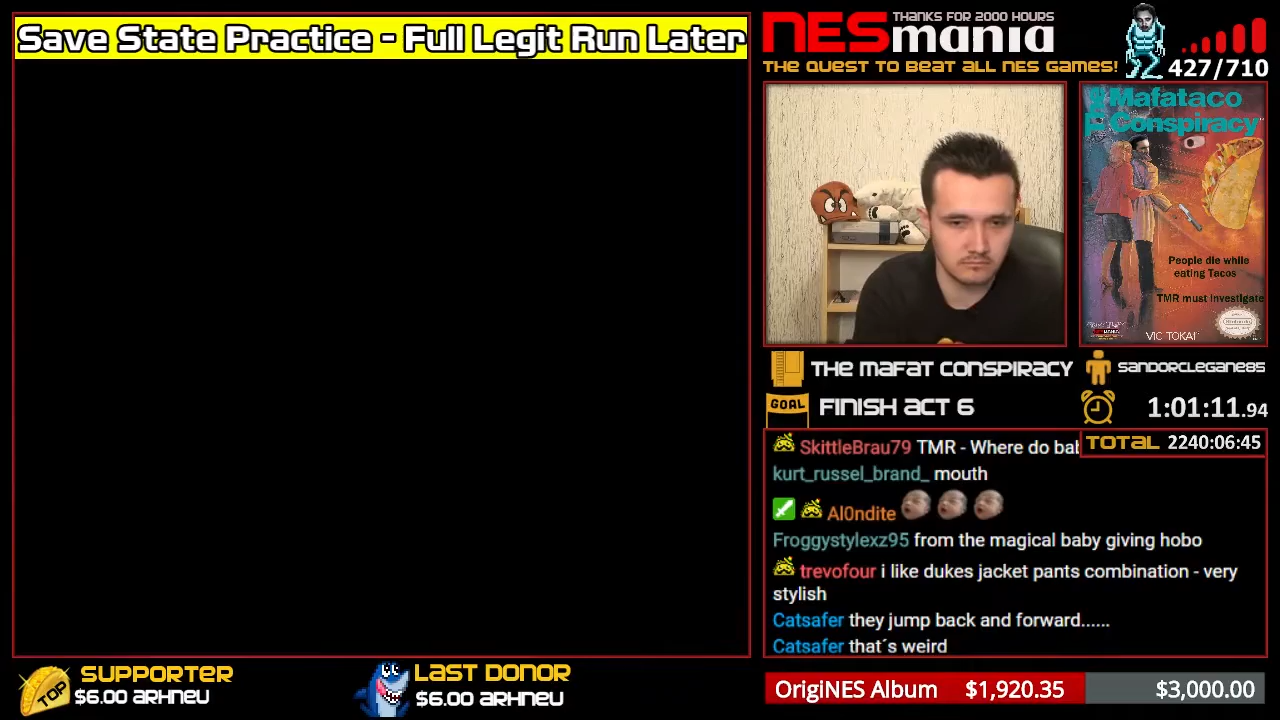 Save State Practice - Full Legit Run Later
NESmania
THANKS FOR 2000 HOURS
THE QUEST TO BEAT ALL NES GAMES!
427/710
Mafataco
Conspiracy
People die while
eating Tacos
TMR must investigate
VIC TOKAI
THE MAFAT CONSPIRACY
SANDORCLEGANE85
GOAL
FINISH ACT 6
1:01:11.94
TOTAL 2240:06:45
SkittleBrau79 TMR - Where do bab
kurt_russel_brand_ mouth
Al0ndite
Froggystylexz95 from the magical baby giving hobo
trevofour i like dukes jacket pants combination - very
stylish
Catsafer they jump back and forward......
Catsafer that´s weird
TOP
SUPPORTER
$6.00 ARHNEU
LAST DONOR
$6.00 ARHNEU
OrigiNES Album $1,920.35 $3,000.00